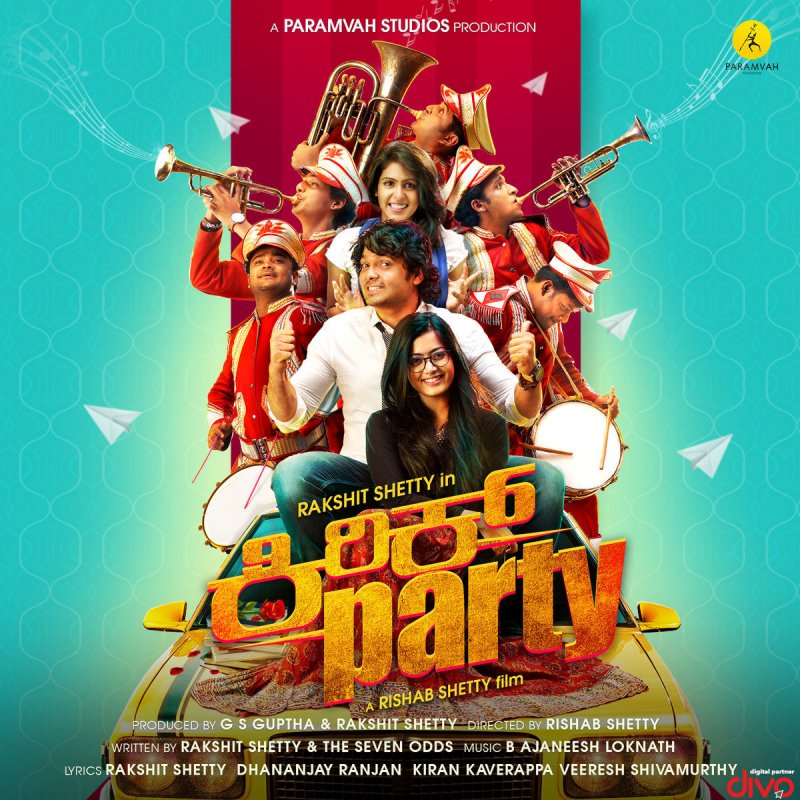 A PARAMVAH STUDIOS PRODUCTION
PARAMVAH
STUDIOS
RAKSHIT SHETTY in
ಕಿರಿಕ್
party
A RISHAB SHETTY film
PRODUCED BY G S GUPTHA & RAKSHIT SHETTY DIRECTED BY RISHAB SHETTY
WRITTEN BY RAKSHIT SHETTY & THE SEVEN ODDS MUSIC B AJANEESH LOKNATH
LYRICS RAKSHIT SHETTY DHANANJAY RANJAN KIRAN KAVERAPPA VEERESH SHIVAMURTHY
digital partner
divo